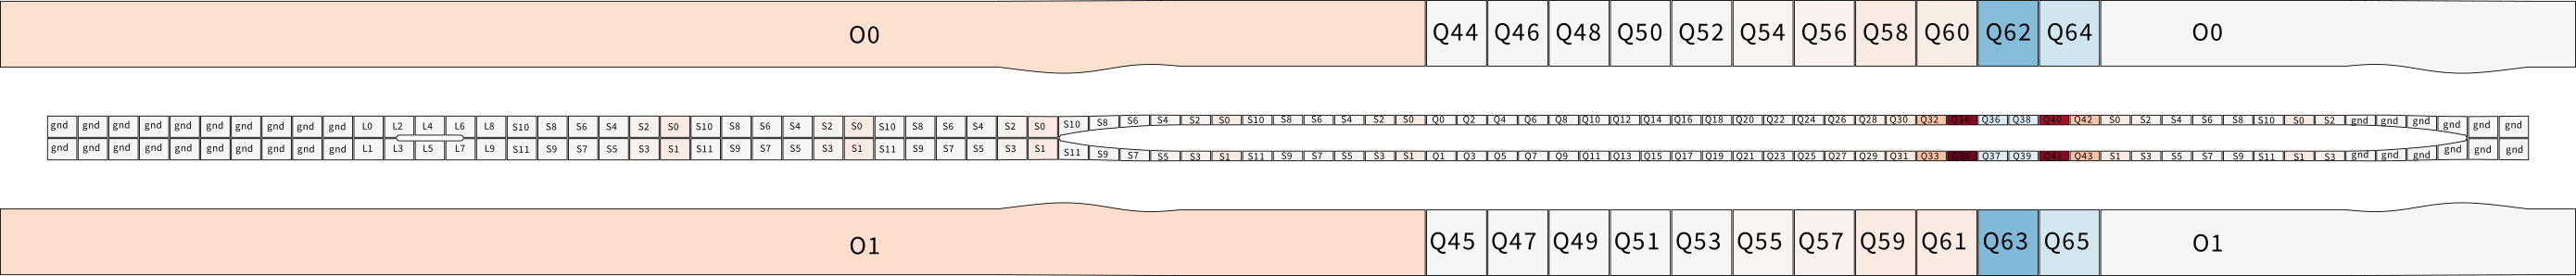 O0 Q44 Q46 Q48 Q50 Q52 Q54 Q56 Q58 Q60 Q62 Q64 O0
gnd gnd gnd gnd gnd gnd gnd gnd gnd gnd L0 L2 L4 L6 L8 S10 S8 S6 S4 S2 S0 S10 S8 S6 S4 S2 S0 S10 S8 S6 S4 S2 S0 S10 S8 S6 S4 S2 S0 S10 S8 S6 S4 S2 S0 Q0 Q2 Q4 Q6 Q8 Q10 Q12 Q14 Q16 Q18 Q20 Q22 Q24 Q26 Q28 Q30 Q32 Q34 Q36 Q38 Q40 Q42 S0 S2 S4 S6 S8 S10 S0 S2 gnd gnd gnd gnd gnd gnd
gnd gnd gnd gnd gnd gnd gnd gnd gnd gnd L1 L3 L5 L7 L9 S11 S9 S7 S5 S3 S1 S11 S9 S7 S5 S3 S1 S11 S9 S7 S5 S3 S1 S11 S9 S7 S5 S3 S1 S11 S9 S7 S5 S3 S1 Q1 Q3 Q5 Q7 Q9 Q11 Q13 Q15 Q17 Q19 Q21 Q23 Q25 Q27 Q29 Q31 Q33 Q35 Q37 Q39 Q41 Q43 S1 S3 S5 S7 S9 S11 S1 S3 gnd gnd gnd gnd gnd gnd
O1 Q45 Q47 Q49 Q51 Q53 Q55 Q57 Q59 Q61 Q63 Q65 O1